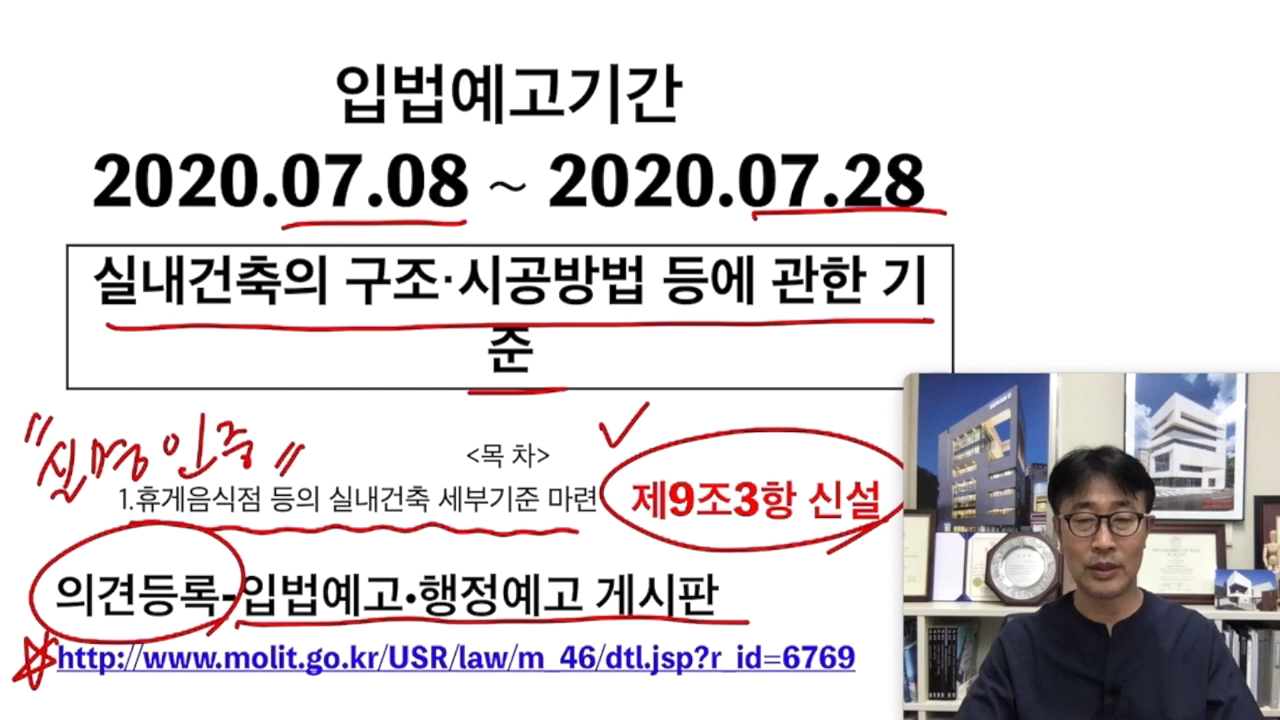 입법예고기간
2020.07.08 ~ 2020.07.28
실내건축의 구조·시공방법 등에 관한 기
준
"실명 인증"
<목 차>
1.휴게음식점 등의 실내건축 세부기준 마련 제9조3항 신설
의견등록-입법예고•행정예고 게시판
http://www.molit.go.kr/USR/law/m_46/dtl.jsp?r_id=6769